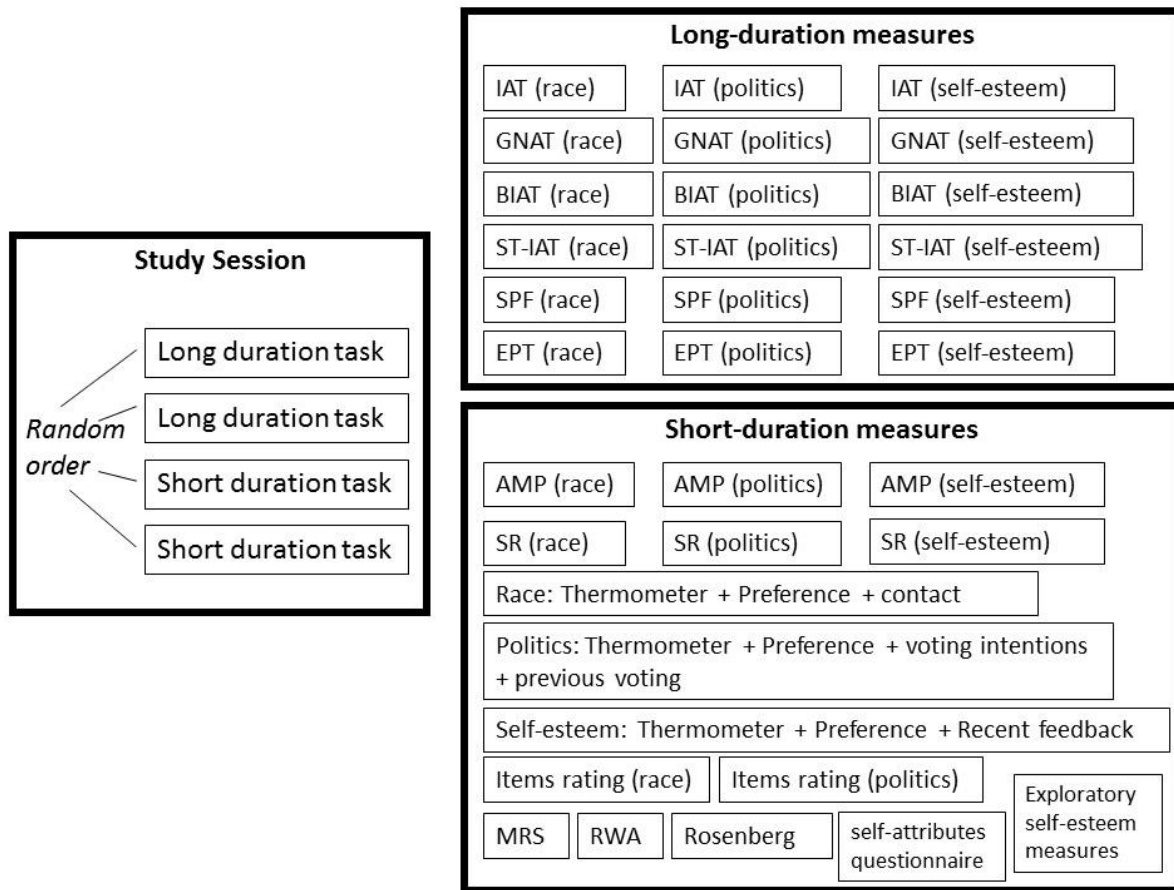 Study Session
Random
order
Long duration task
Long duration task
Short duration task
Short duration task
Long-duration measures
IAT (race)
IAT (politics)
IAT (self-esteem)
GNAT (race)
GNAT (politics)
GNAT (self-esteem)
BIAT (race)
BIAT (politics)
BIAT (self-esteem)
ST-IAT (race)
ST-IAT (politics)
ST-IAT (self-esteem)
SPF (race)
SPF (politics)
SPF (self-esteem)
EPT (race)
EPT (politics)
EPT (self-esteem)
Short-duration measures
AMP (race)
AMP (politics)
AMP (self-esteem)
SR (race)
SR (politics)
SR (self-esteem)
Race: Thermometer + Preference + contact
Politics: Thermometer + Preference + voting intentions
+ previous voting
Self-esteem: Thermometer + Preference + Recent feedback
Items rating (race)
Items rating (politics)
MRS
RWA
Rosenberg
self-attributes
questionnaire
Exploratory
self-esteem
measures